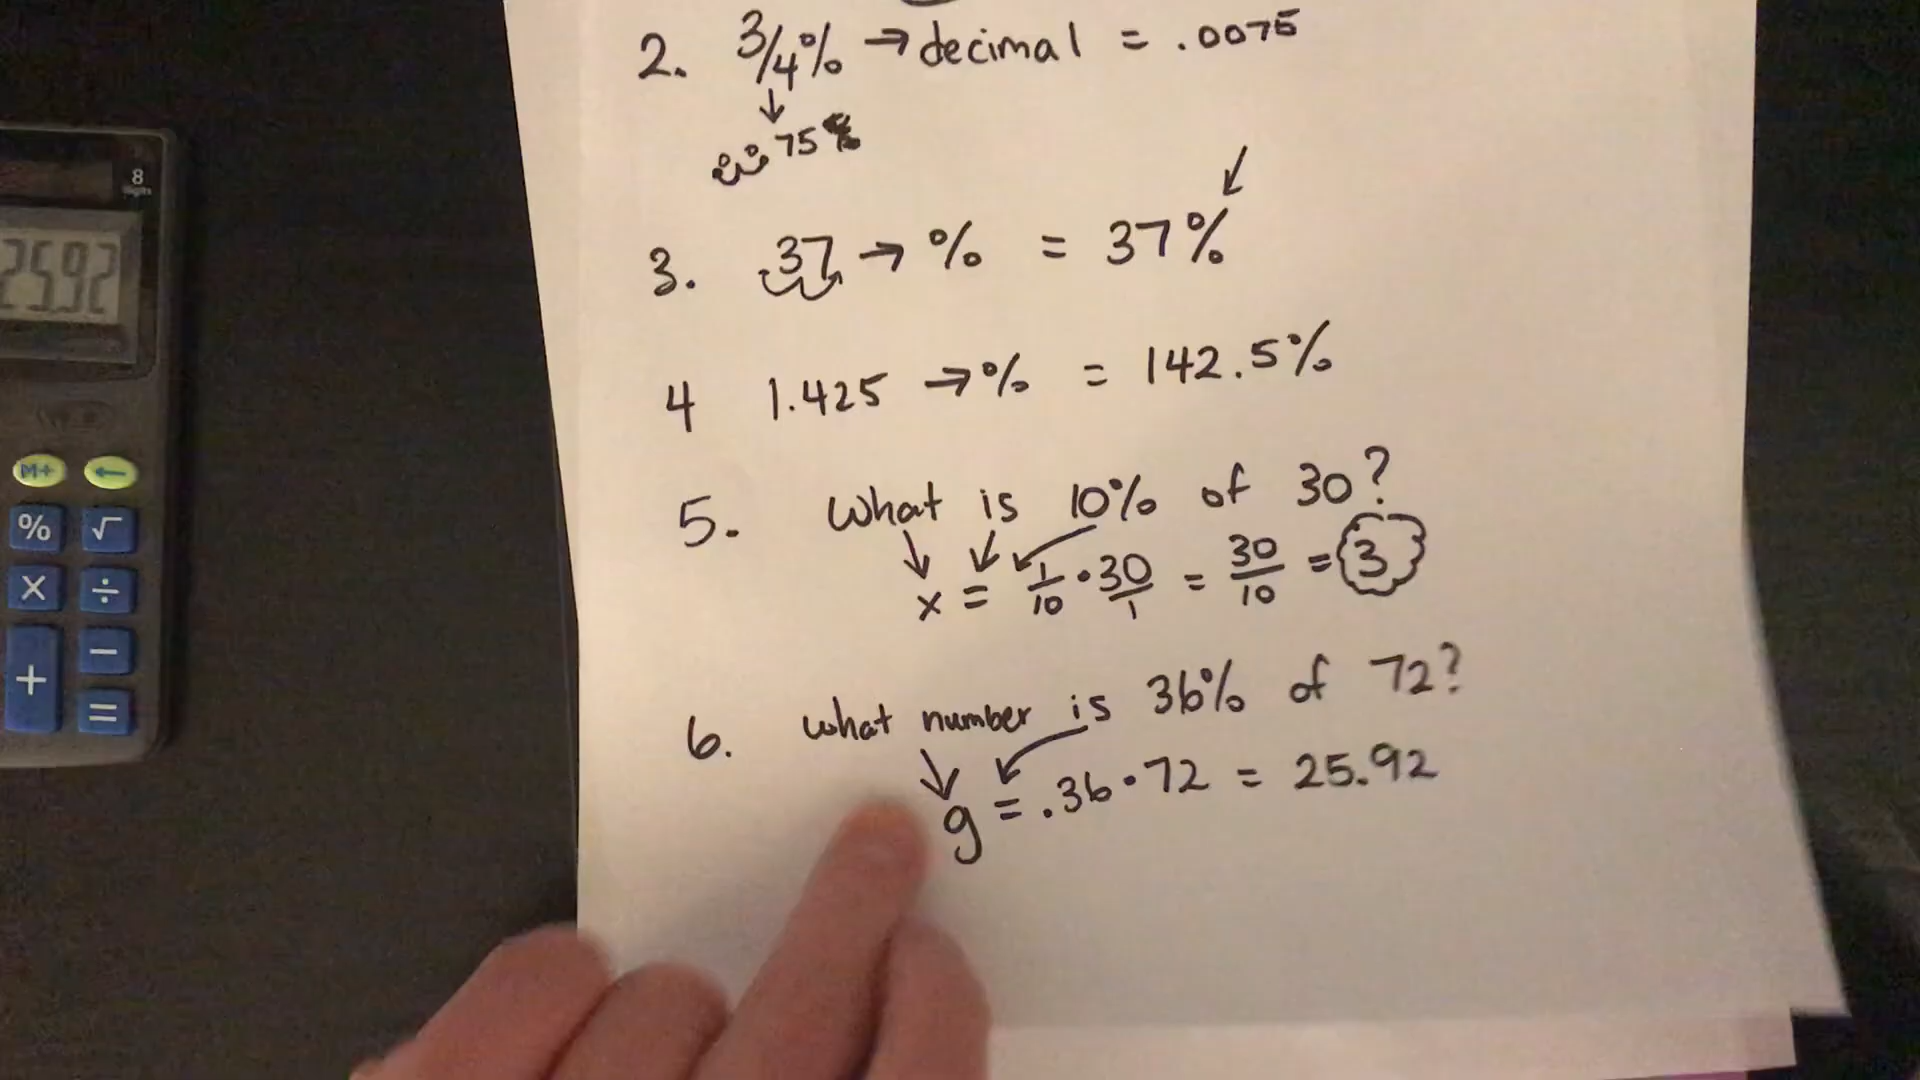 2. 3/4% → decimal = .0075
↓
.75%
3. .37 → % = 37%
4 1.425 → % = 142.5%
5. What is 10% of 30?
x = 1/10 · 30/1 = 30/10 = 3
6. What number is 36% of 72?
g = .36 · 72 = 25.92
8
digits
25.92
M+ ←
% √
X ÷
+ −
=